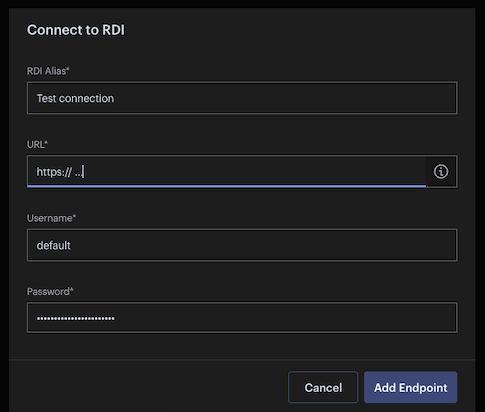 Connect to RDI
RDI Alias*
Test connection
URL*
https:// ...
Username*
default
Password*
•••••••••••••••••••••••
Cancel Add Endpoint